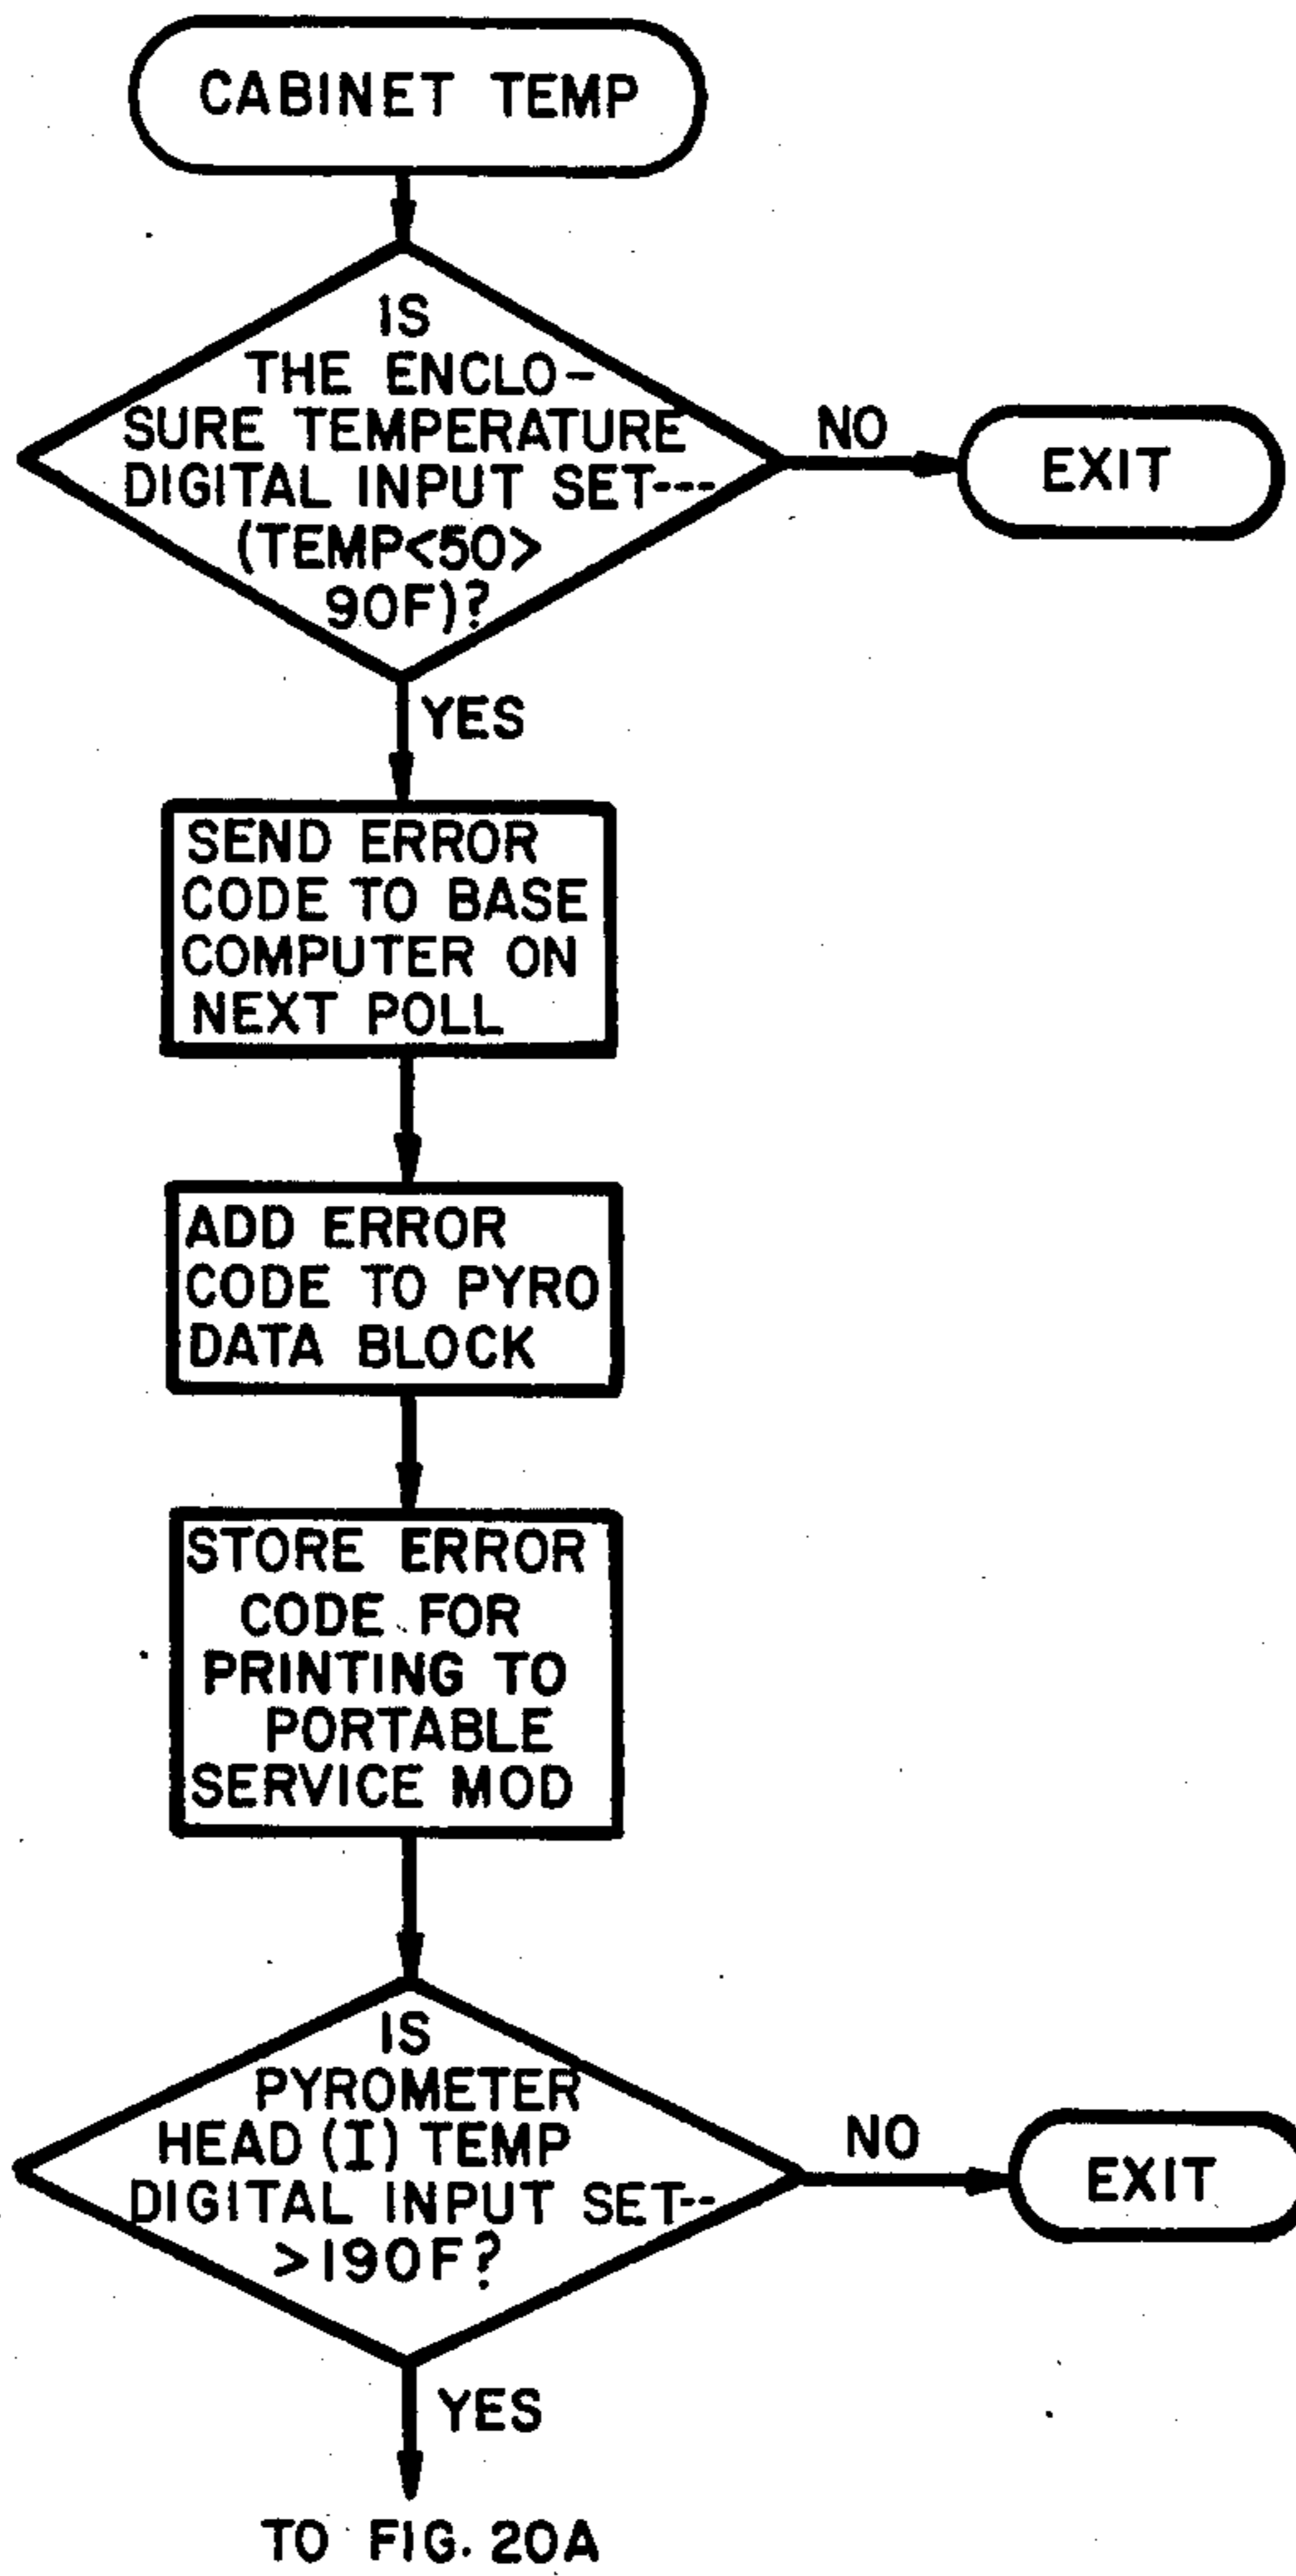 CABINET TEMP
IS
THE ENCLO-
SURE TEMPERATURE
DIGITAL INPUT SET---
(TEMP<50>
90F)?
NO
EXIT
YES
SEND ERROR
CODE TO BASE
COMPUTER ON
NEXT POLL
ADD ERROR
CODE TO PYRO
DATA BLOCK
STORE ERROR
CODE FOR
PRINTING TO
PORTABLE
SERVICE MOD
IS
PYROMETER
HEAD (I) TEMP
DIGITAL INPUT SET--
>190F?
NO
EXIT
YES
TO FIG. 20A